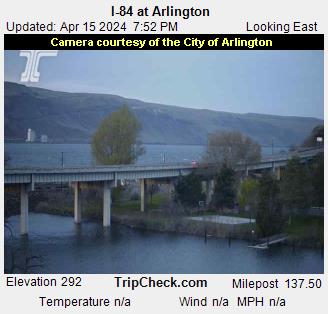 I-84 at Arlington
Updated: Apr 15 2024 7:52 PM Looking East
Camera courtesy of the City of Arlington
Elevation 292 TripCheck.com Milepost 137.50
Temperature n/a Wind n/a MPH n/a